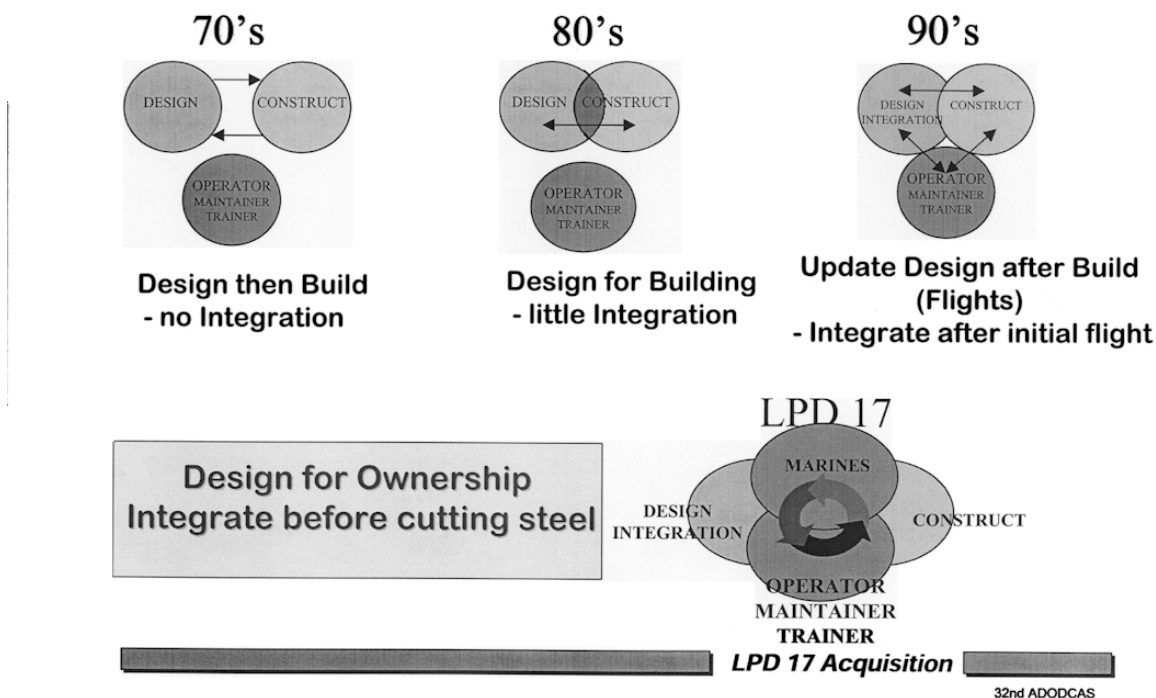 70's
DESIGN
CONSTRUCT
OPERATOR
MAINTAINER
TRAINER
Design then Build
- no Integration
80's
DESIGN
CONSTRUCT
OPERATOR
MAINTAINER
TRAINER
Design for Building
- little Integration
90's
DESIGN
INTEGRATION
CONSTRUCT
OPERATOR
MAINTAINER
TRAINER
Update Design after Build
(Flights)
- Integrate after initial flight
Design for Ownership
Integrate before cutting steel
LPD 17
MARINES
DESIGN
INTEGRATION
CONSTRUCT
OPERATOR
MAINTAINER
TRAINER
LPD 17 Acquisition
32nd ADODCAS